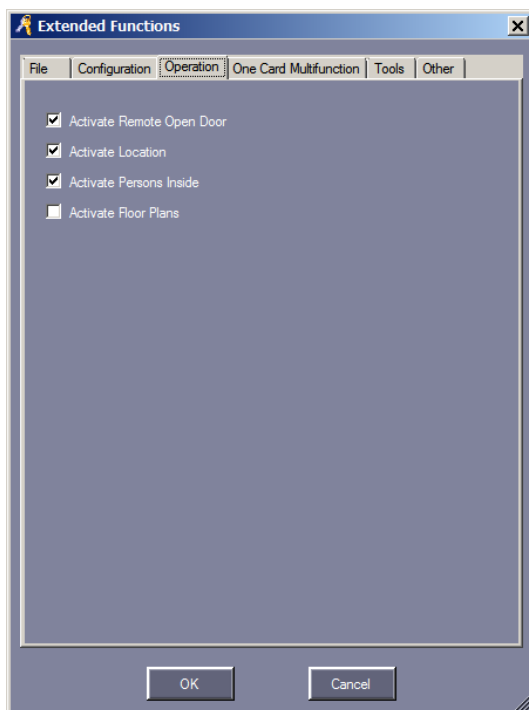 Extended Functions
File Configuration Operation One Card Multifunction Tools Other
Activate Remote Open Door
Activate Location
Activate Persons Inside
Activate Floor Plans
OK Cancel